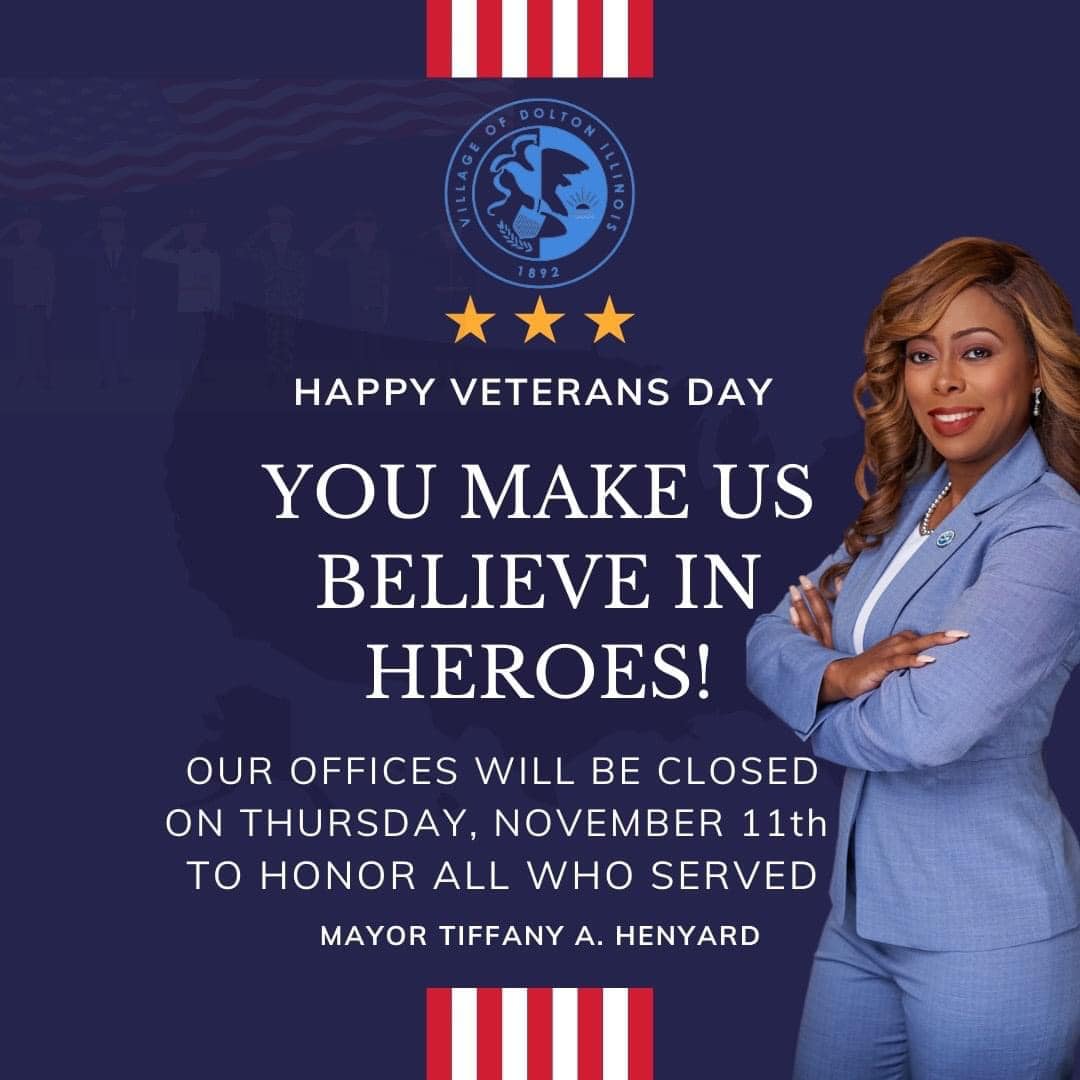 VILLAGE OF DOLTON ILLINOIS
1892
HAPPY VETERANS DAY
YOU MAKE US
BELIEVE IN
HEROES!
OUR OFFICES WILL BE CLOSED
ON THURSDAY, NOVEMBER 11th
TO HONOR ALL WHO SERVED
MAYOR TIFFANY A. HENYARD